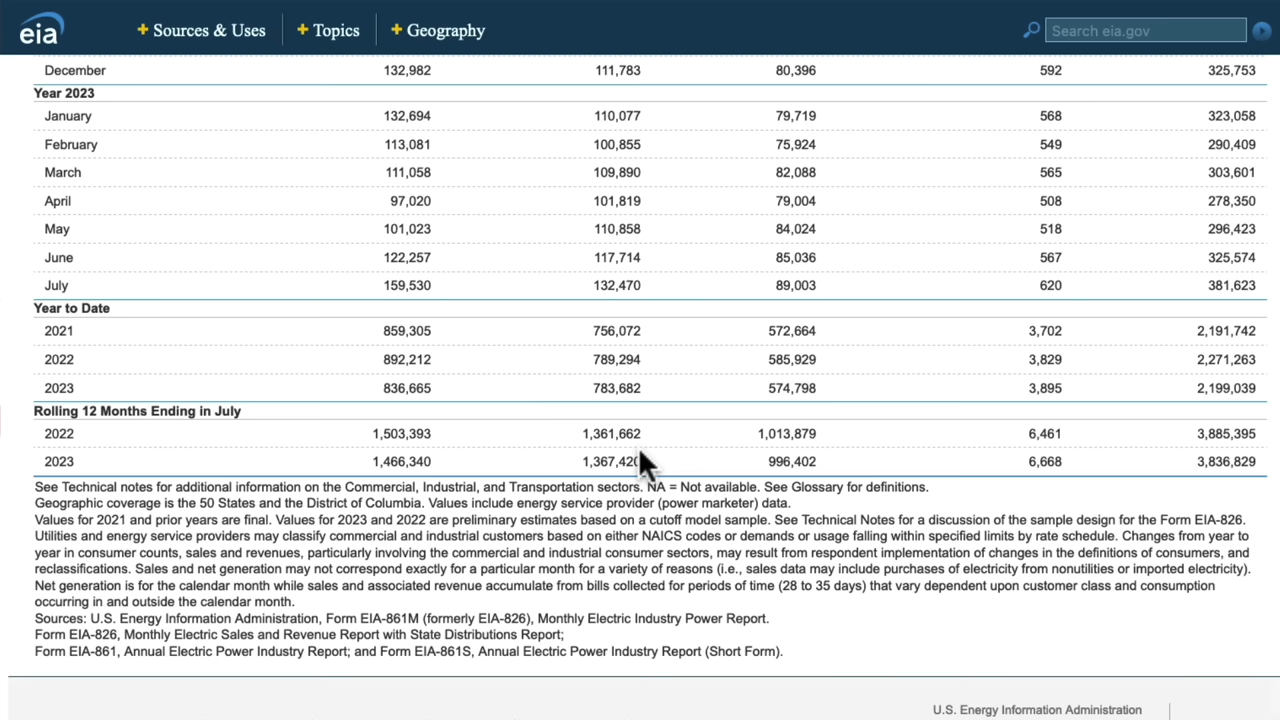 eia
+ Sources & Uses
+ Topics
+ Geography
Search eia.gov
December 132,982 111,783 80,396 592 325,753
Year 2023
January 132,694 110,077 79,719 568 323,058
February 113,081 100,855 75,924 549 290,409
March 111,058 109,890 82,088 565 303,601
April 97,020 101,819 79,004 508 278,350
May 101,023 110,858 84,024 518 296,423
June 122,257 117,714 85,036 567 325,574
July 159,530 132,470 89,003 620 381,623
Year to Date
2021 859,305 756,072 572,664 3,702 2,191,742
2022 892,212 789,294 585,929 3,829 2,271,263
2023 836,665 783,682 574,798 3,895 2,199,039
Rolling 12 Months Ending in July
2022 1,503,393 1,361,662 1,013,879 6,461 3,885,395
2023 1,466,340 1,367,420 996,402 6,668 3,836,829
See Technical notes for additional information on the Commercial, Industrial, and Transportation sectors. NA = Not available. See Glossary for definitions.
Geographic coverage is the 50 States and the District of Columbia. Values include energy service provider (power marketer) data.
Values for 2021 and prior years are final. Values for 2023 and 2022 are preliminary estimates based on a cutoff model sample. See Technical Notes for a discussion of the sample design for the Form EIA-826.
Utilities and energy service providers may classify commercial and industrial customers based on either NAICS codes or demands or usage falling within specified limits by rate schedule. Changes from year to
year in consumer counts, sales and revenues, particularly involving the commercial and industrial consumer sectors, may result from respondent implementation of changes in the definitions of consumers, and
reclassifications. Sales and net generation may not correspond exactly for a particular month for a variety of reasons (i.e., sales data may include purchases of electricity from nonutilities or imported electricity).
Net generation is for the calendar month while sales and associated revenue accumulate from bills collected for periods of time (28 to 35 days) that vary dependent upon customer class and consumption
occurring in and outside the calendar month.
Sources: U.S. Energy Information Administration, Form EIA-861M (formerly EIA-826), Monthly Electric Industry Power Report.
Form EIA-826, Monthly Electric Sales and Revenue Report with State Distributions Report;
Form EIA-861, Annual Electric Power Industry Report; and Form EIA-861S, Annual Electric Power Industry Report (Short Form).
U.S. Energy Information Administration